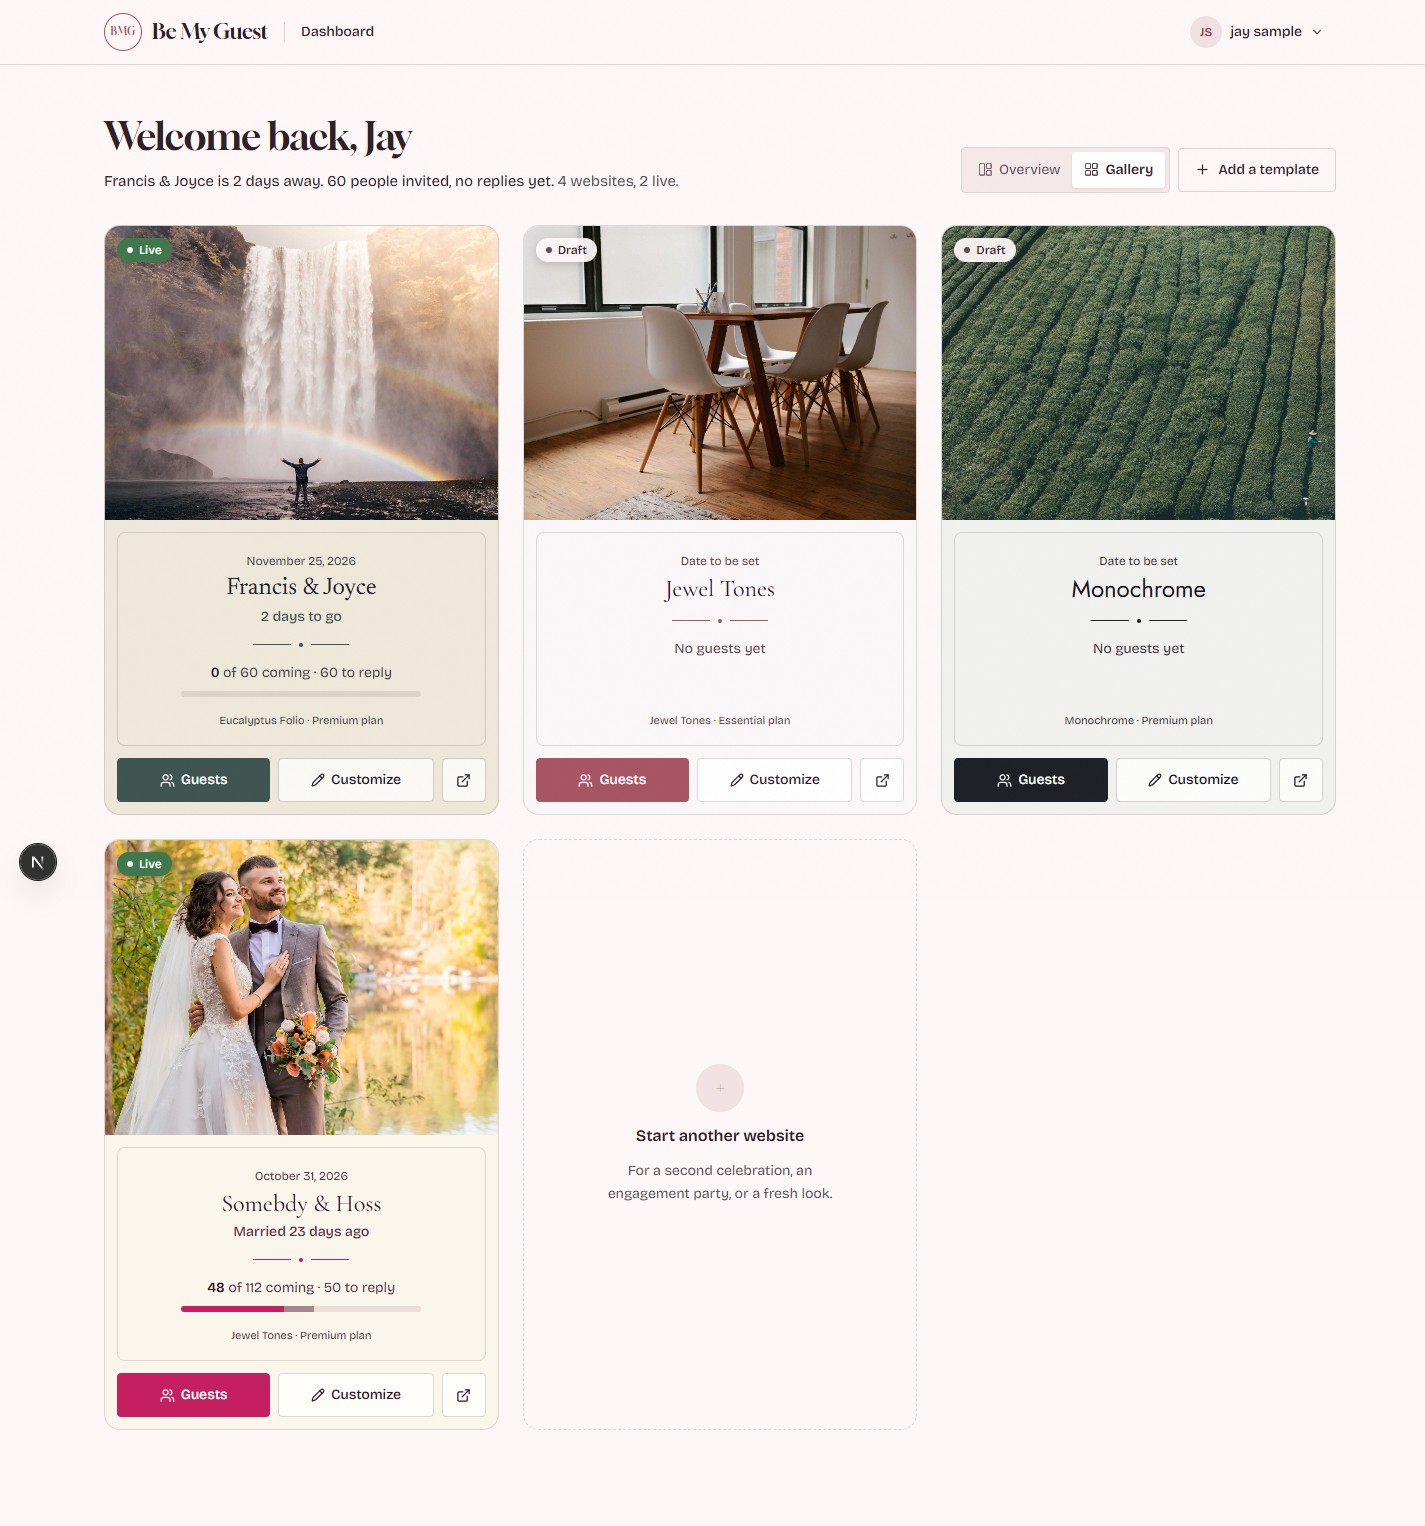 BMG Be My Guest Dashboard JS jay sample
Welcome back, Jay
Francis & Joyce is 2 days away. 60 people invited, no replies yet. 4 websites, 2 live.
Overview Gallery + Add a template
Live
November 25, 2026
Francis & Joyce
2 days to go
0 of 60 coming · 60 to reply
Eucalyptus Folio · Premium plan
Guests Customize
Draft
Date to be set
Jewel Tones
No guests yet
Jewel Tones · Essential plan
Guests Customize
Draft
Date to be set
Monochrome
No guests yet
Monochrome · Premium plan
Guests Customize
N
Live
October 31, 2026
Somebdy & Hoss
Married 23 days ago
48 of 112 coming · 50 to reply
Jewel Tones · Premium plan
Guests Customize
+
Start another website
For a second celebration, an
engagement party, or a fresh look.